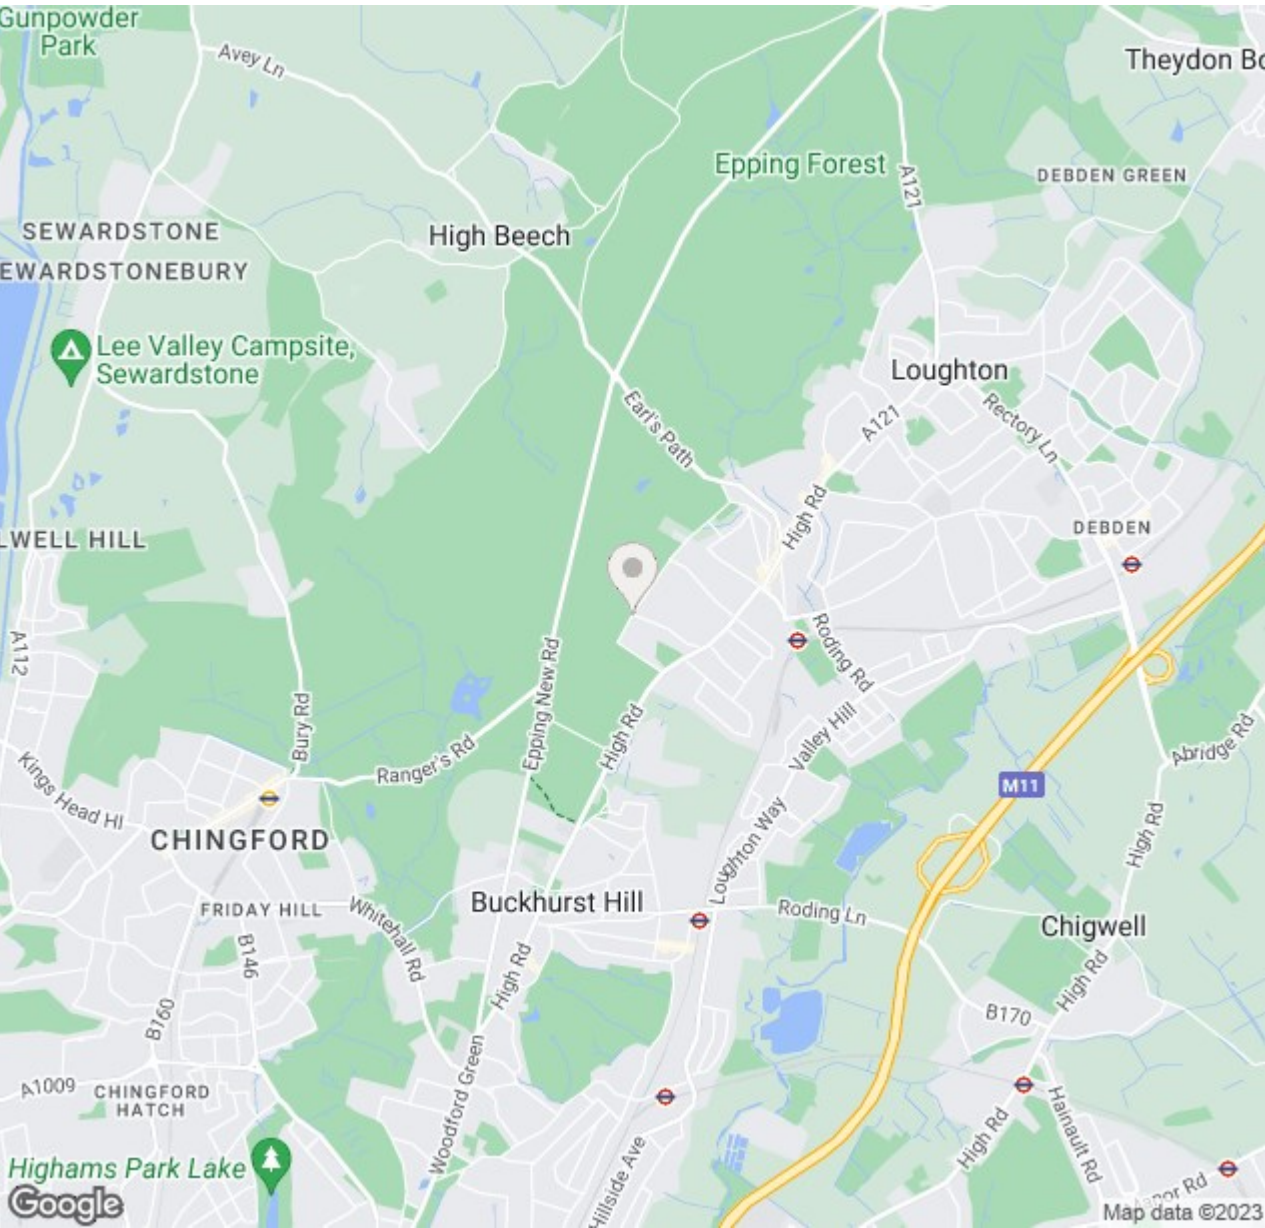 Gunpowder
Park
Avey Ln
Theydon Bo
Epping Forest
A121
DEBDEN GREEN
SEWARDSTONE
High Beech
EWARDSTONEBURY
Lee Valley Campsite,
Sewardstone
Loughton
Earl's Path
A121
Rectory Ln
LWELL HILL
High Rd
DEBDEN
A112
Roding Rd
Epping New Rd
Bury Rd
High Rd
Valley Hill
Ranger's Rd
Abridge Rd
Kings Head Hl
M11
CHINGFORD
Loughton Way
High Rd
Buckhurst Hill
FRIDAY HILL
Whitehall Rd
Roding Ln
Chigwell
B146
High Rd
High Rd
B160
B170
A1009
CHINGFORD
HATCH
Woodford Green
High Rd
Hainault Rd
Highams Park Lake
Hillside Ave
Manor Rd
Google
Map data ©2023